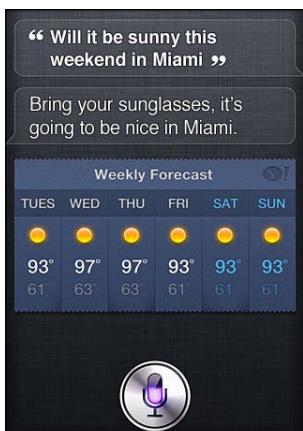 “ Will it be sunny this
weekend in Miami ”
Bring your sunglasses, it's
going to be nice in Miami.
Weekly Forecast Y!
TUES WED THU FRI SAT SUN
93° 97° 97° 93° 93° 93°
61° 63° 63° 61° 61 61°